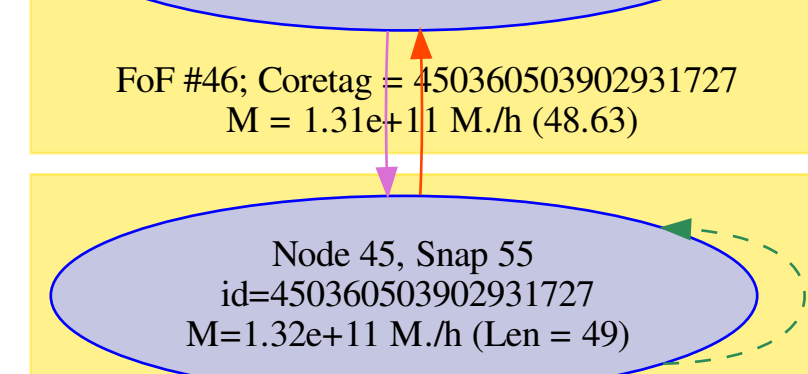 FoF #46; Coretag = 450360503902931727
M = 1.31e+11 M./h (48.63)
Node 45, Snap 55
id=450360503902931727
M=1.32e+11 M./h (Len = 49)